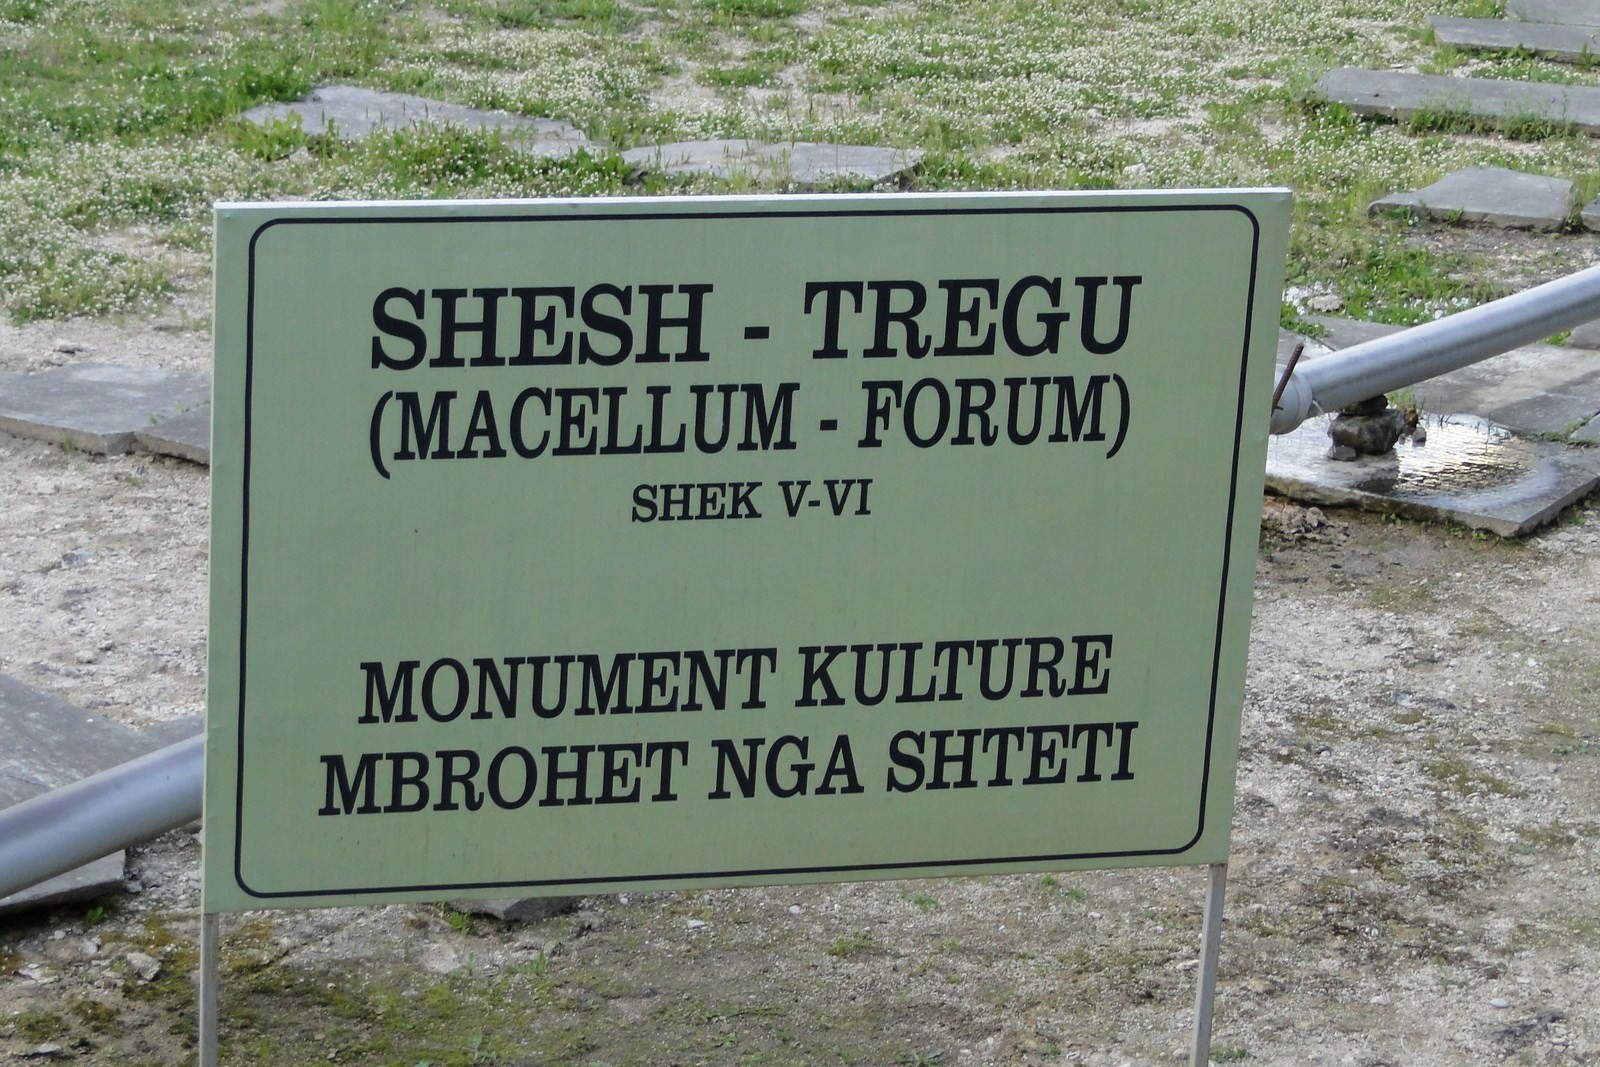 SHESH - TREGU
(MACELLUM - FORUM)
SHEK V-VI
MONUMENT KULTURE
MBROHET NGA SHTETI